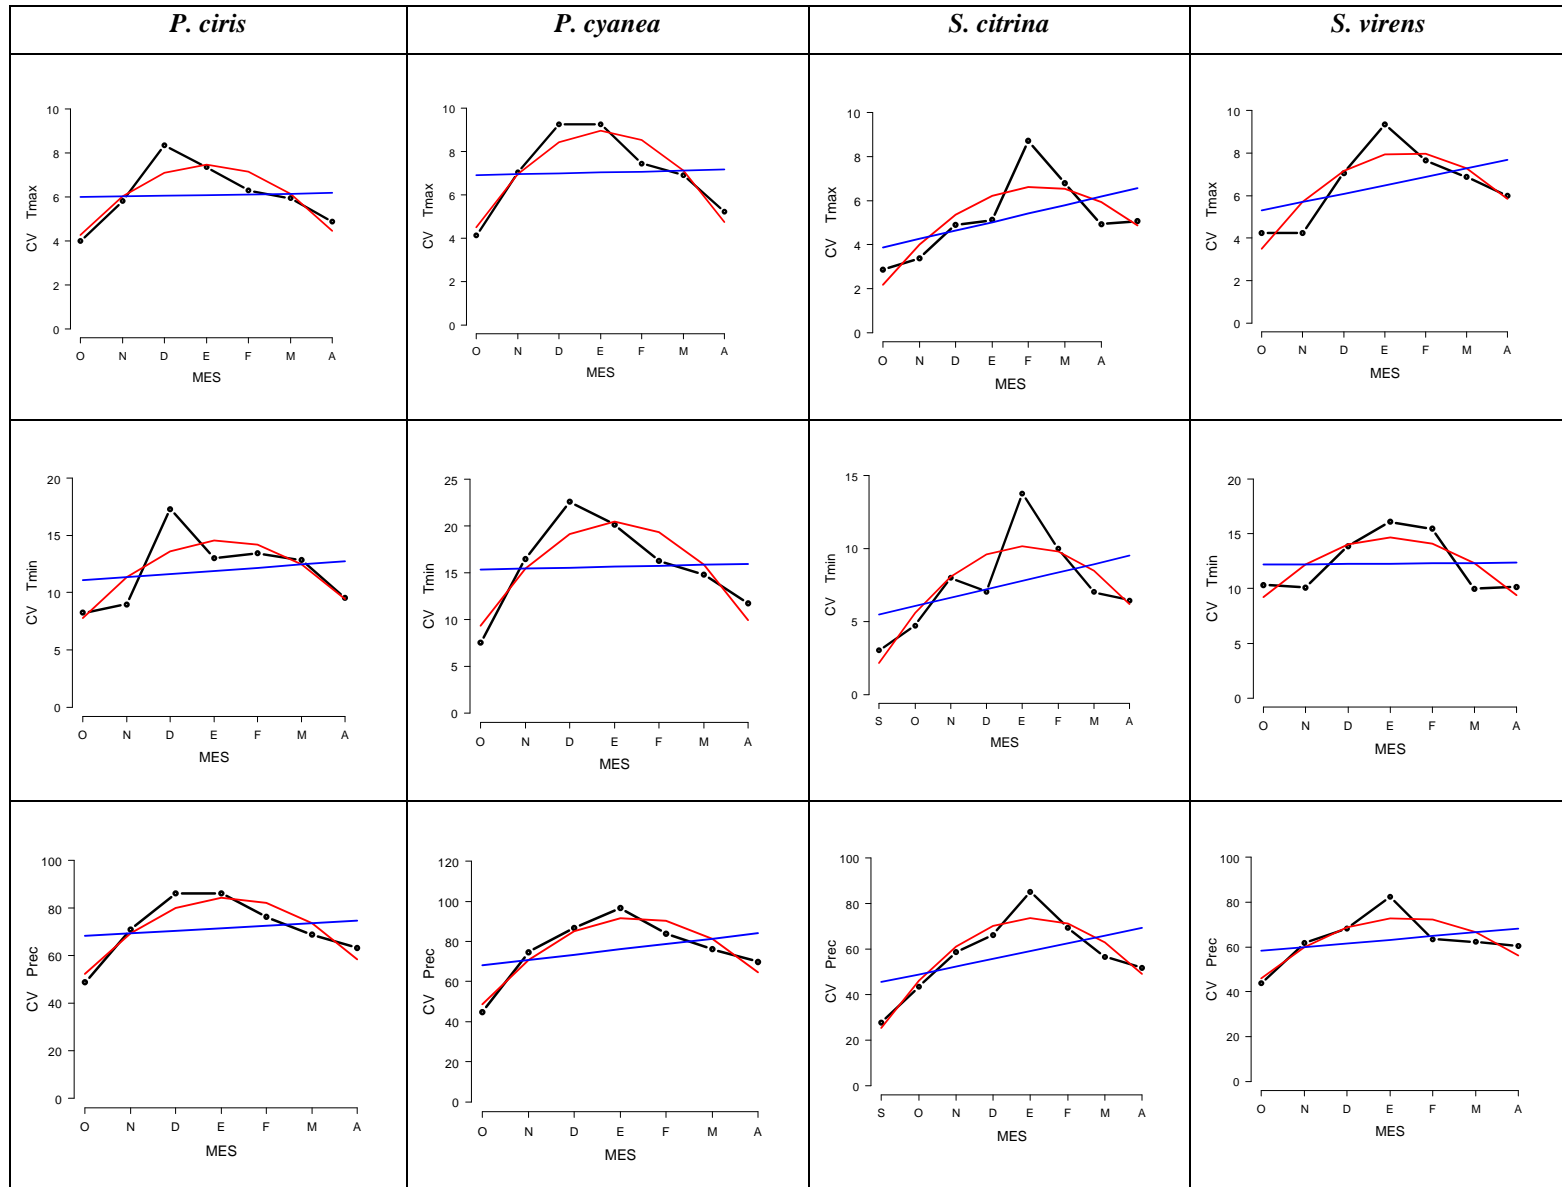 P. ciris
P. cyanea
S. citrina
S. virens
10
8
6
4
2
0
CV Tmax
O N D E F M A
MES
10
8
6
4
2
0
CV Tmax
O N D E F M A
MES
10
8
6
4
2
0
CV Tmax
O N D E F M A
MES
10
8
6
4
2
0
CV Tmax
O N D E F M A
MES
20
15
10
5
0
CV Tmin
O N D E F M A
MES
25
20
15
10
5
0
CV Tmin
O N D E F M A
MES
15
10
5
0
CV Tmin
S O N D E F M A
MES
20
15
10
5
0
CV Tmin
O N D E F M A
MES
100
80
60
40
20
0
CV Prec
O N D E F M A
MES
120
100
80
60
40
20
0
CV Prec
O N D E F M A
MES
100
80
60
40
20
0
CV Prec
S O N D E F M A
MES
100
80
60
40
20
0
CV Prec
O N D E F M A
MES